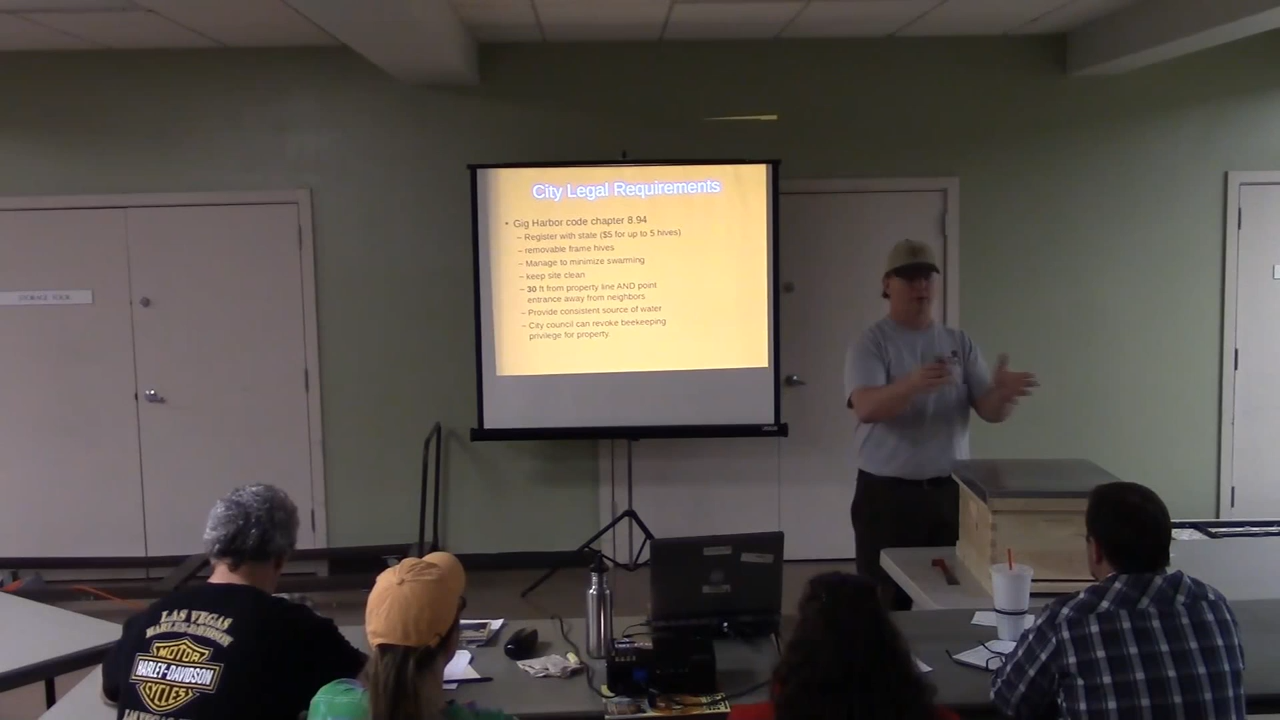 City Legal Requirements
• Gig Harbor code chapter 8.94
– Register with state ($5 for up to 5 hives)
– removable frame hives
– Manage to minimize swarming
– keep site clean
– 30 ft from property line AND point
entrance away from neighbors
– Provide consistent source of water
– City council can revoke beekeeping
privilege for property.
LAS VEGAS
HARLEY-DAVIDSON
MOTOR
HARLEY-DAVIDSON
CYCLES